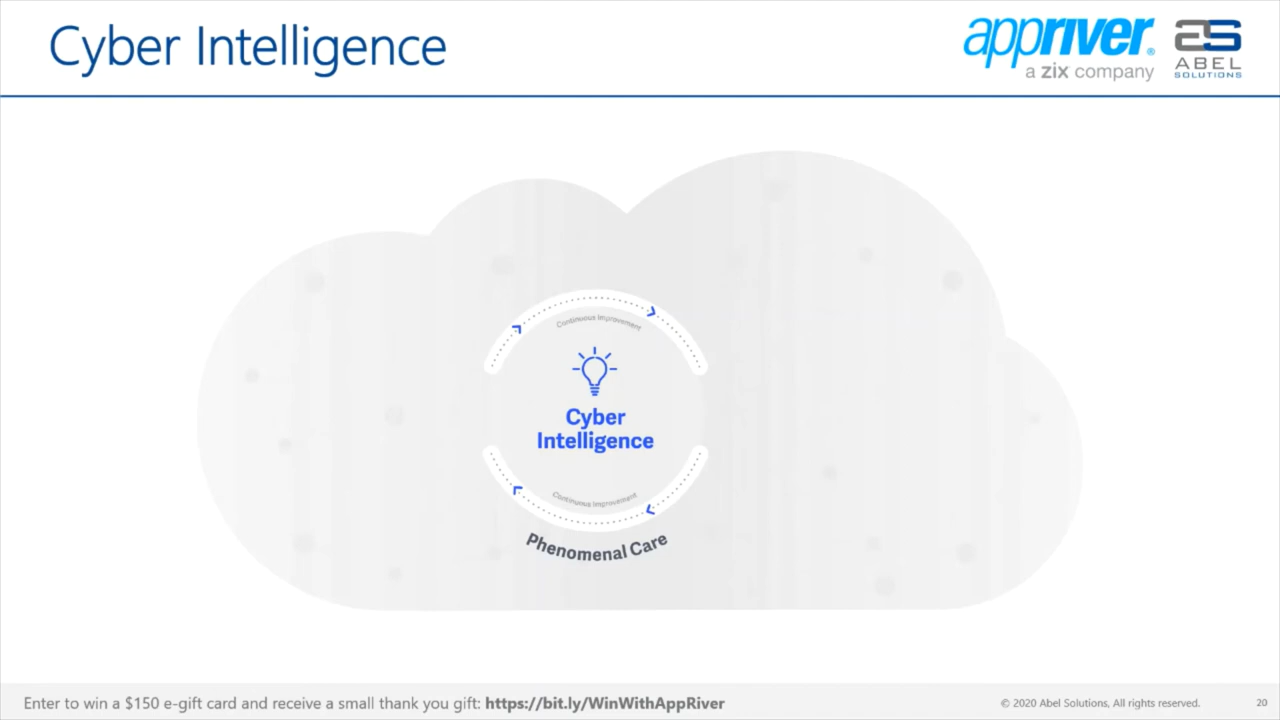 Cyber Intelligence
appriver®
a zix company
ABEL
SOLUTIONS
Continuous Improvement
Cyber
Intelligence
Continuous Improvement
Phenomenal Care
Enter to win a $150 e-gift card and receive a small thank you gift: https://bit.ly/WinWithAppRiver
© 2020 Abel Solutions, All rights reserved.
20